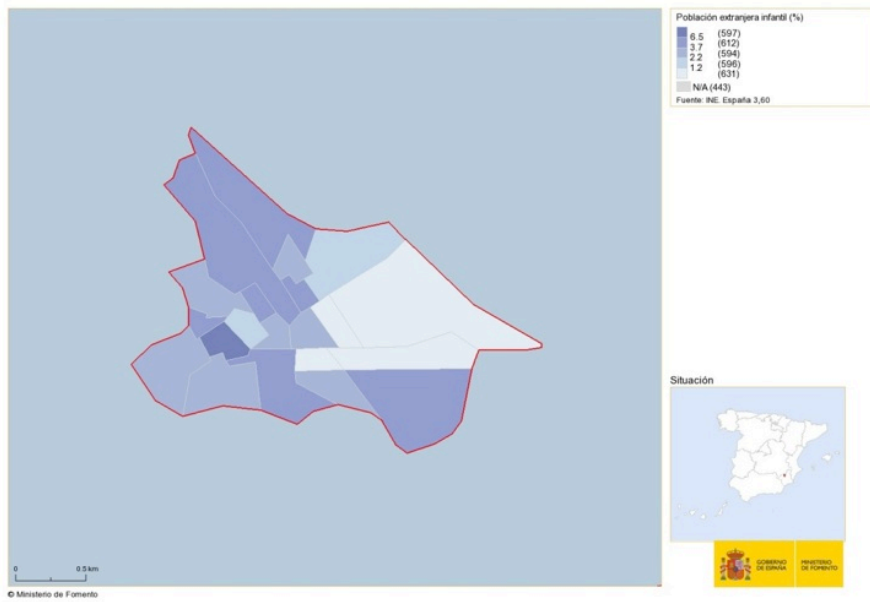 Población extranjera infantil (%)
6.5 (597)
3.7 (612)
2.2 (594)
1.2 (596)
(631)
N/A (443)
Fuente: INE. España 3,60
Situación
GOBIERNO DE ESPAÑA
MINISTERIO DE FOMENTO
0 0.5 km
© Ministerio de Fomento